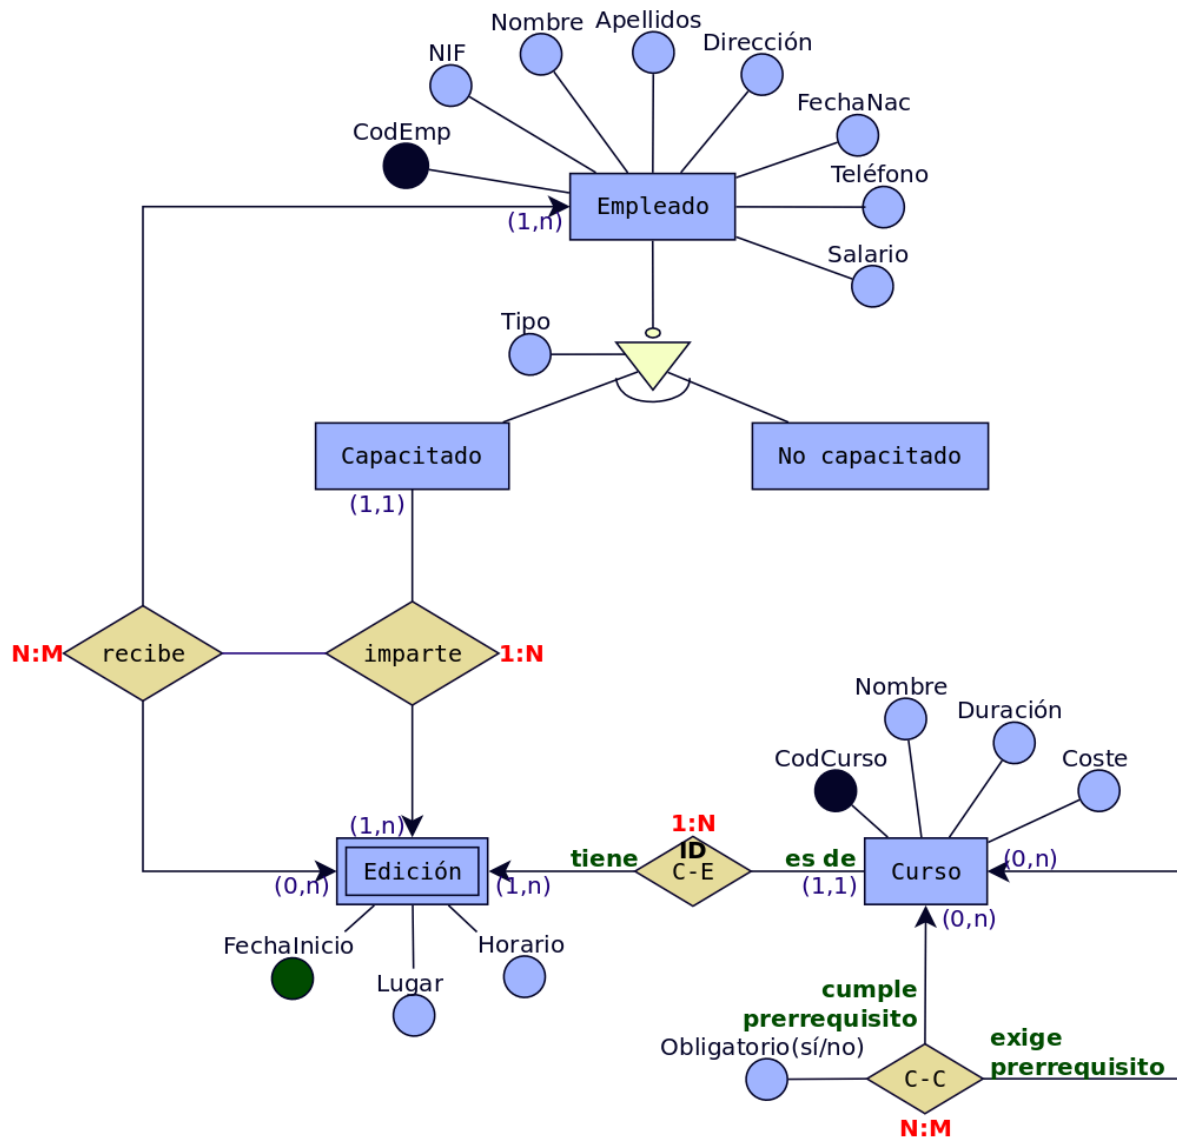 Nombre
Apellidos
Dirección
NIF
FechaNac
CodEmp
Teléfono
Empleado
(1,n)
Salario
Tipo
Capacitado
No capacitado
(1,1)
N:M
recibe
imparte
1:N
Nombre
Duración
CodCurso
Coste
(1,n)
1:N
ID
tiene
es de
(0,n)
Edición
C-E
Curso
(0,n)
(1,n)
(1,1)
(0,n)
FechaInicio
Horario
Lugar
cumple
prerrequisito
Obligatorio(sí/no)
exige
prerrequisito
C-C
N:M